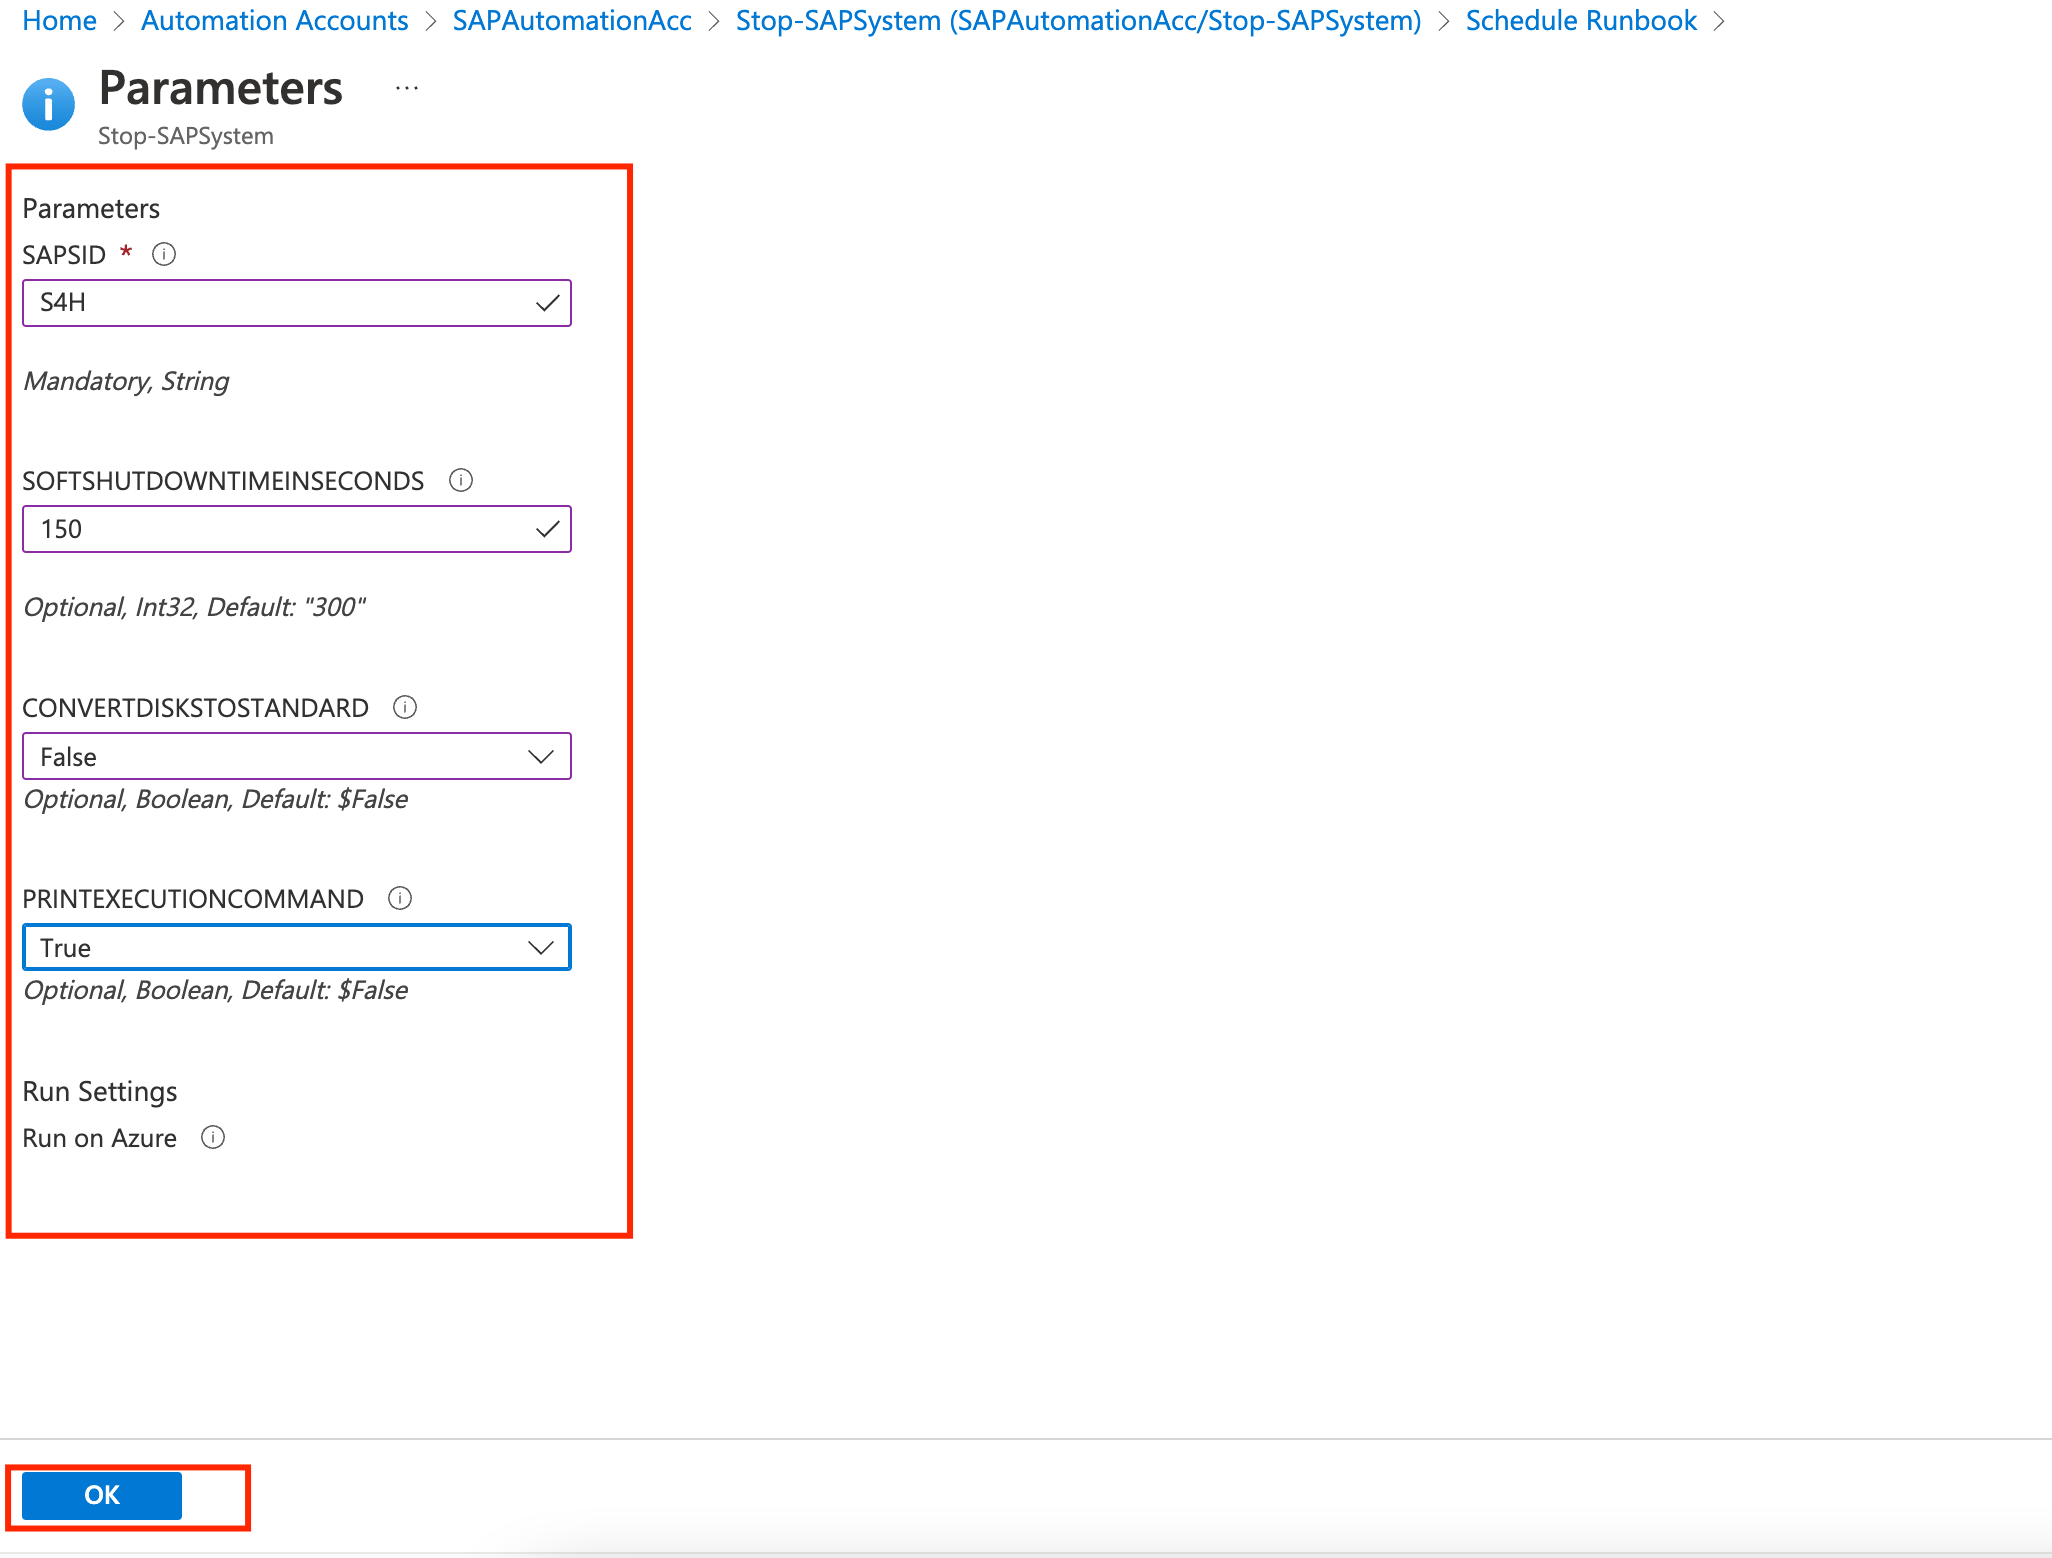 Home > Automation Accounts > SAPAutomationAcc > Stop-SAPSystem (SAPAutomationAcc/Stop-SAPSystem) > Schedule Runbook >
Parameters ...
Stop-SAPSystem
Parameters
SAPSID *
S4H
Mandatory, String
SOFTSHUTDOWNTIMEINSECONDS
150
Optional, Int32, Default: "300"
CONVERTDISKSTOSTANDARD
False
Optional, Boolean, Default: $False
PRINTEXECUTIONCOMMAND
True
Optional, Boolean, Default: $False
Run Settings
Run on Azure
OK